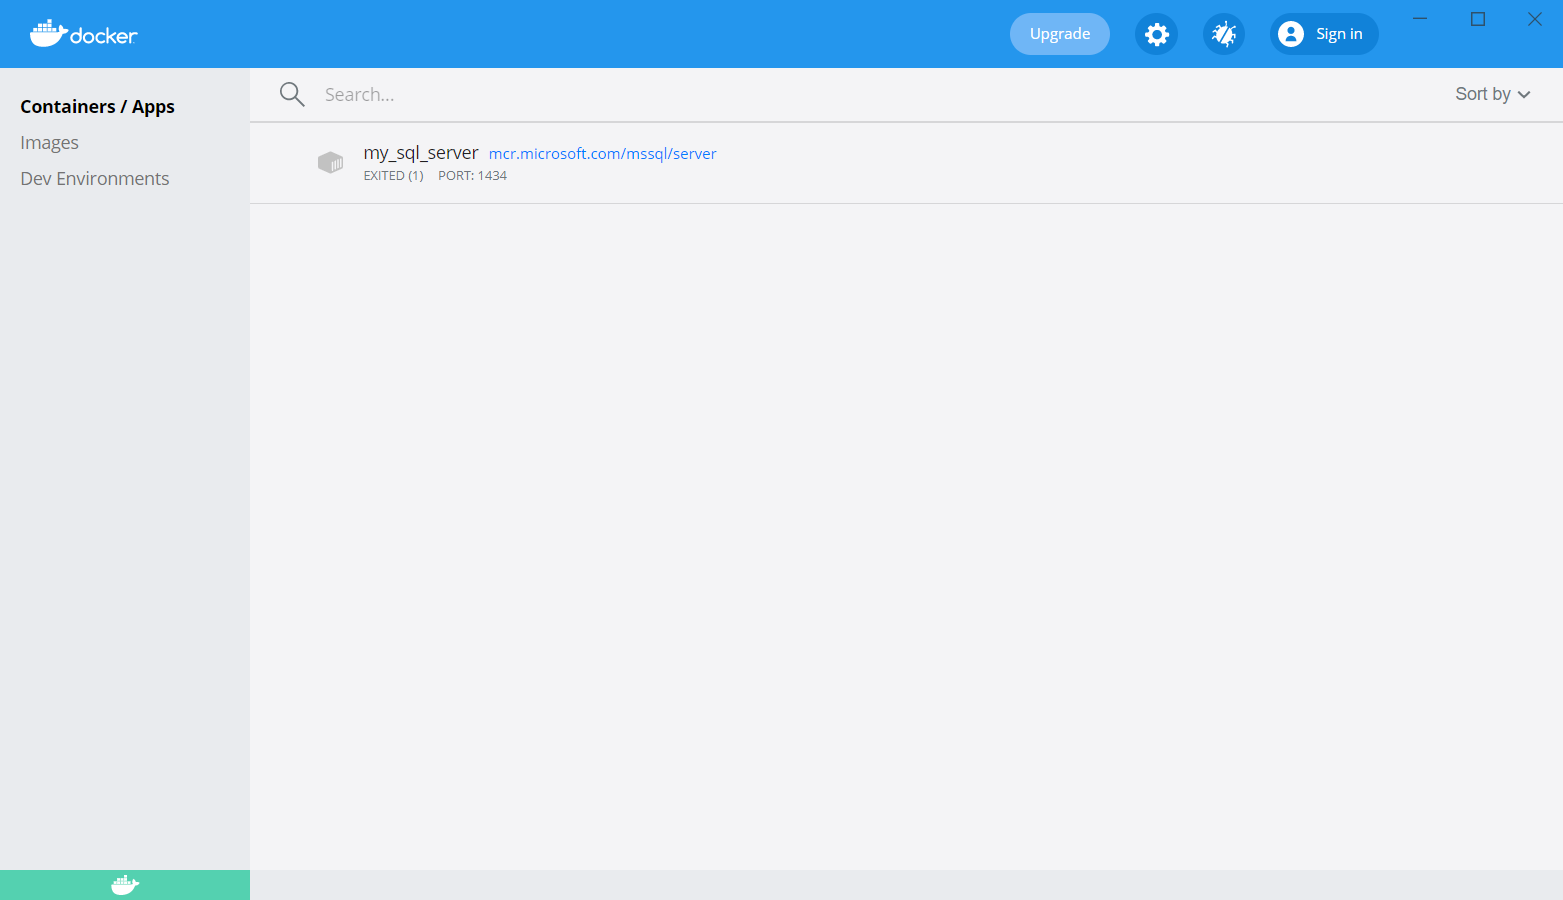 docker
Upgrade
Sign in
Containers / Apps
Images
Dev Environments
Search...
Sort by
my_sql_server mcr.microsoft.com/mssql/server
EXITED (1) PORT: 1434